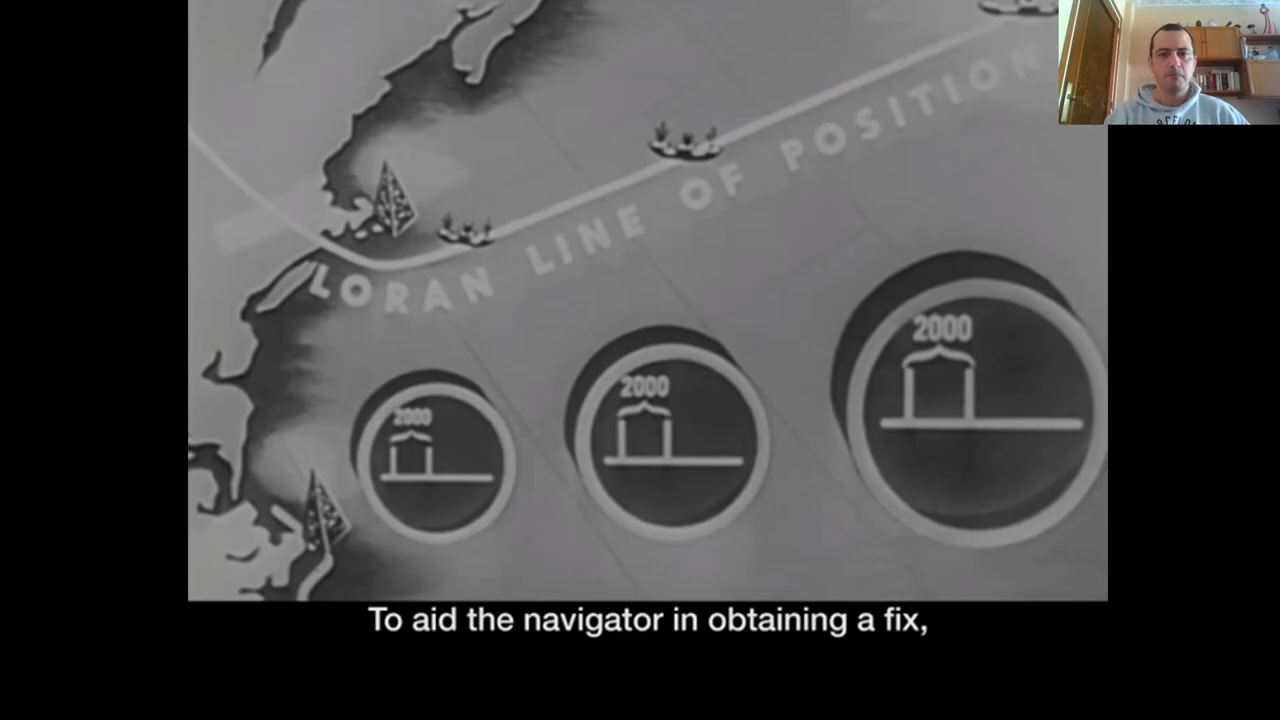 LORAN LINE OF POSITION
2000
2000
2000
To aid the navigator in obtaining a fix,